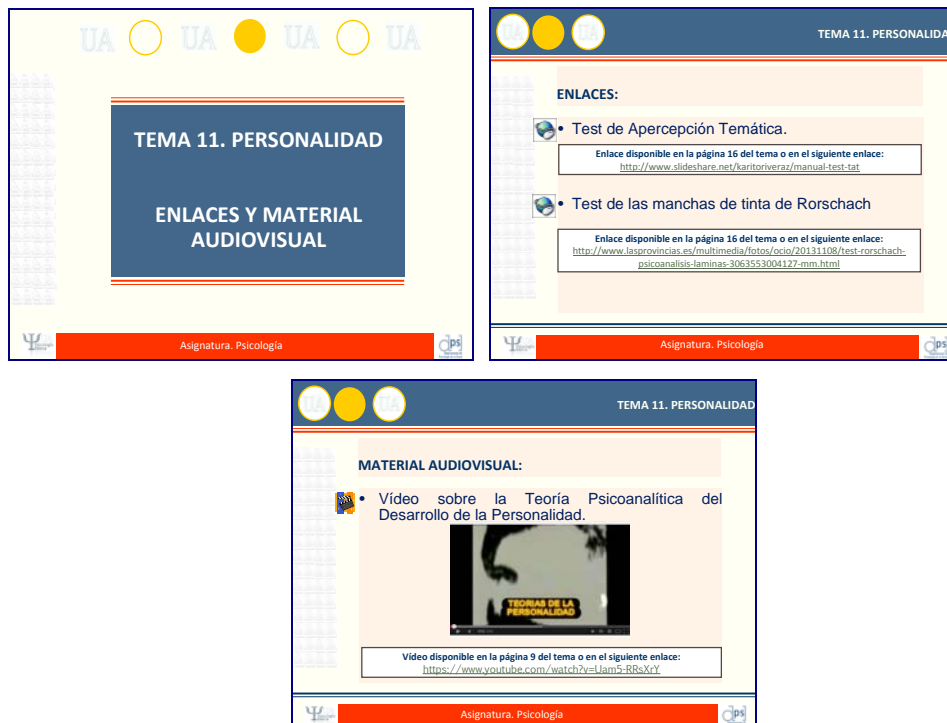 UA UA UA UA
TEMA 11. PERSONALIDAD
ENLACES Y MATERIAL
AUDIOVISUAL
Asignatura. Psicología
dps
TEMA 11. PERSONALIDA
ENLACES:
• Test de Apercepción Temática.
Enlace disponible en la página 16 del tema o en el siguiente enlace:
http://www.slideshare.net/karitoriveraz/manual-test-tat
• Test de las manchas de tinta de Rorschach
Enlace disponible en la página 16 del tema o en el siguiente enlace:
http://www.lasprovincias.es/multimedia/fotos/ocio/20131108/test-rorschach-
psicoanalisis-laminas-3063553004127-mm.html
Asignatura. Psicología
dps
UA UA
TEMA 11. PERSONALIDAD
MATERIAL AUDIOVISUAL:
• Vídeo sobre la Teoría Psicoanalítica del
Desarrollo de la Personalidad.
TEORIAS DE LA
PERSONALIDAD
Vídeo disponible en la página 9 del tema o en el siguiente enlace:
https://www.youtube.com/watch?v=Uam5-RRsXrY
Asignatura. Psicología
dps